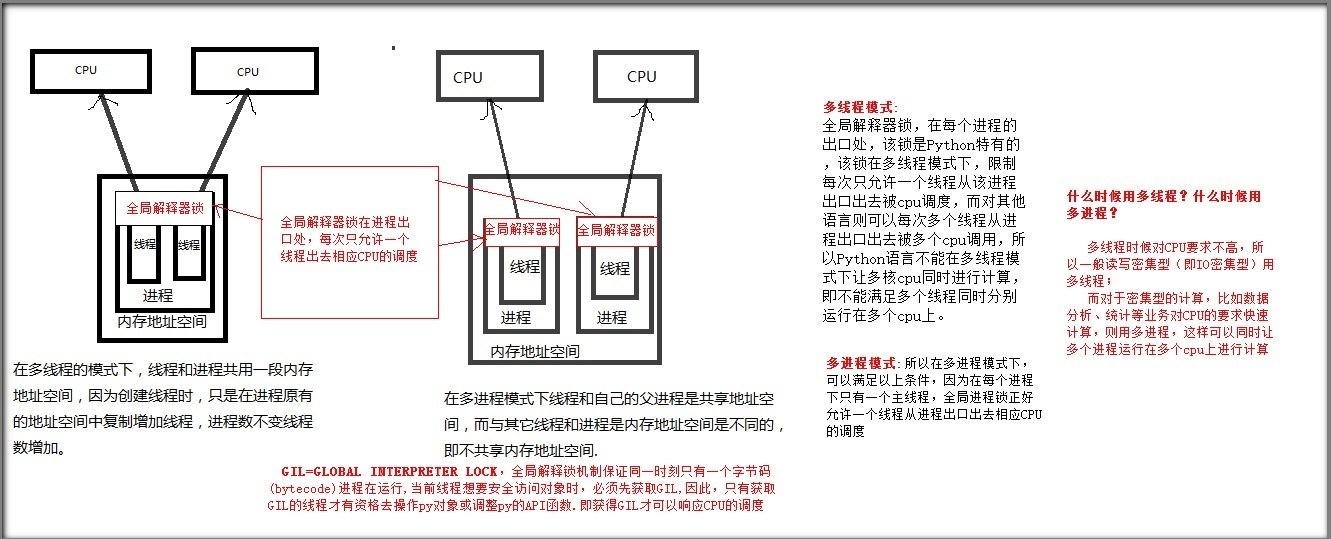 CPU
CPU
全局解释器锁
线程
线程
进程
内存地址空间
在多线程的模式下，线程和进程共用一段内存
地址空间，因为创建线程时，只是在进程原有
的地址空间中复制增加线程，进程数不变线程
数增加。
全局解释器锁在进程出
口处，每次只允许一个
线程出去相应CPU的调度
CPU
CPU
全局解释器锁
全局解释器锁
线程
线程
进程
进程
内存地址空间
在多进程模式下线程和自己的父进程是共享地址空
间，而与其它线程和进程是内存地址空间是不同的，
即不共享内存地址空间.
GIL=GLOBAL INTERPRETER LOCK，全局解释锁机制保证同一时刻只有一个字节码
(bytecode)进程在运行,当前线程想要安全访问对象时，必须先获取GIL,因此，只有获取
GIL的线程才有资格去操作py对象或调整py的API函数.即获得GIL才可以响应CPU的调度
多线程模式:
全局解释器锁，在每个进程的
出口处，该锁是Python特有的
，该锁在多线程模式下，限制
每次只允许一个线程从该进程
出口出去被cpu调度，而对其他
语言则可以每次多个线程从进
程出口出去被多个cpu调用，所
以Python语言不能在多线程模
式下让多核cpu同时进行计算，
即不能满足多个线程同时分别
运行在多个cpu上。
多进程模式:所以在多进程模式下，
可以满足以上条件，因为在每个进程
下只有一个主线程，全局进程锁正好
允许一个线程从进程出口出去相应CPU
的调度
什么时候用多线程？什么时候用
多进程？
多线程时候对CPU要求不高，所
以一般读写密集型（即IO密集型）用
多线程；
而对于密集型的计算，比如数据
分析、统计等业务对CPU的要求快速
计算，则用多进程，这样可以同时让
多个进程运行在多个cpu上进行计算